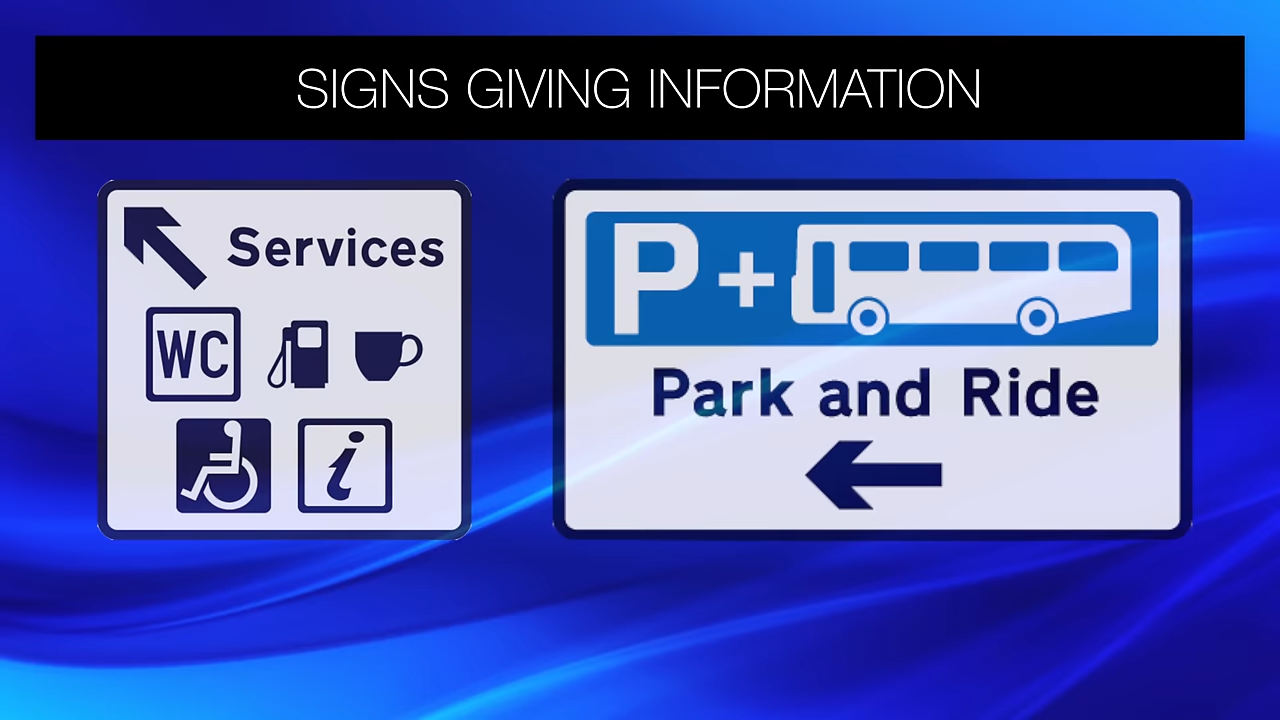 SIGNS GIVING INFORMATION
Services
WC
i
P+
Park and Ride